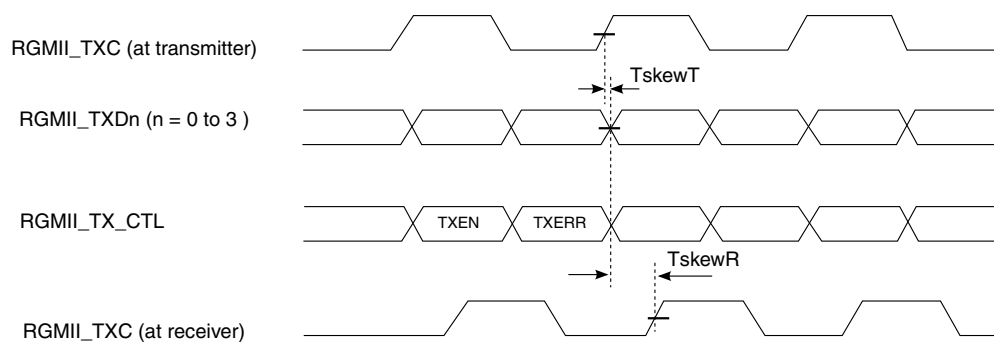 RGMII_TXC (at transmitter)
TskewT
RGMII_TXDn (n = 0 to 3 )
RGMII_TX_CTL
TXEN
TXERR
TskewR
RGMII_TXC (at receiver)